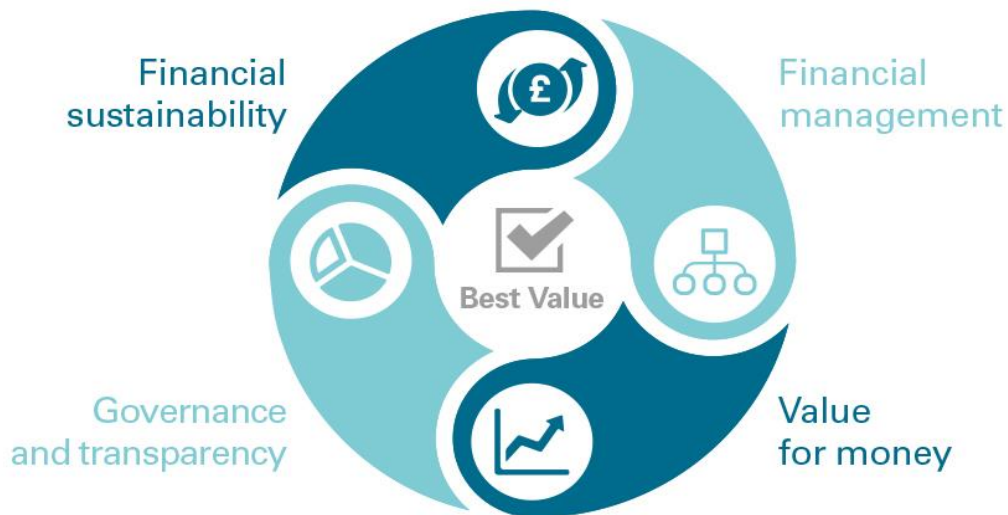 Financial
sustainability
Financial
management
£
Best Value
Governance
and transparency
Value
for money